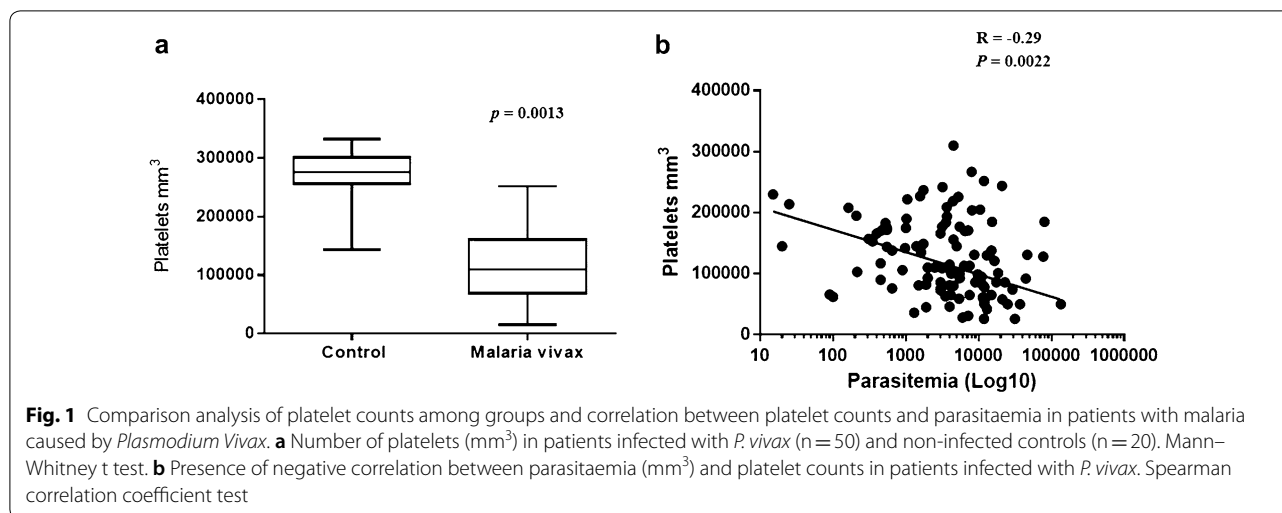 a
p = 0.0013
Platelets mm³
400000
300000
200000
100000
0
Control
Malaria vivax
b
R = -0.29
P = 0.0022
Platelets mm³
400000
300000
200000
100000
0
10
100
1000
10000
100000
1000000
Parasitemia (Log10)
Fig. 1 Comparison analysis of platelet counts among groups and correlation between platelet counts and parasitaemia in patients with malaria
caused by Plasmodium Vivax. a Number of platelets (mm³) in patients infected with P. vivax (n = 50) and non-infected controls (n = 20). Mann–
Whitney t test. b Presence of negative correlation between parasitaemia (mm³) and platelet counts in patients infected with P. vivax. Spearman
correlation coefficient test